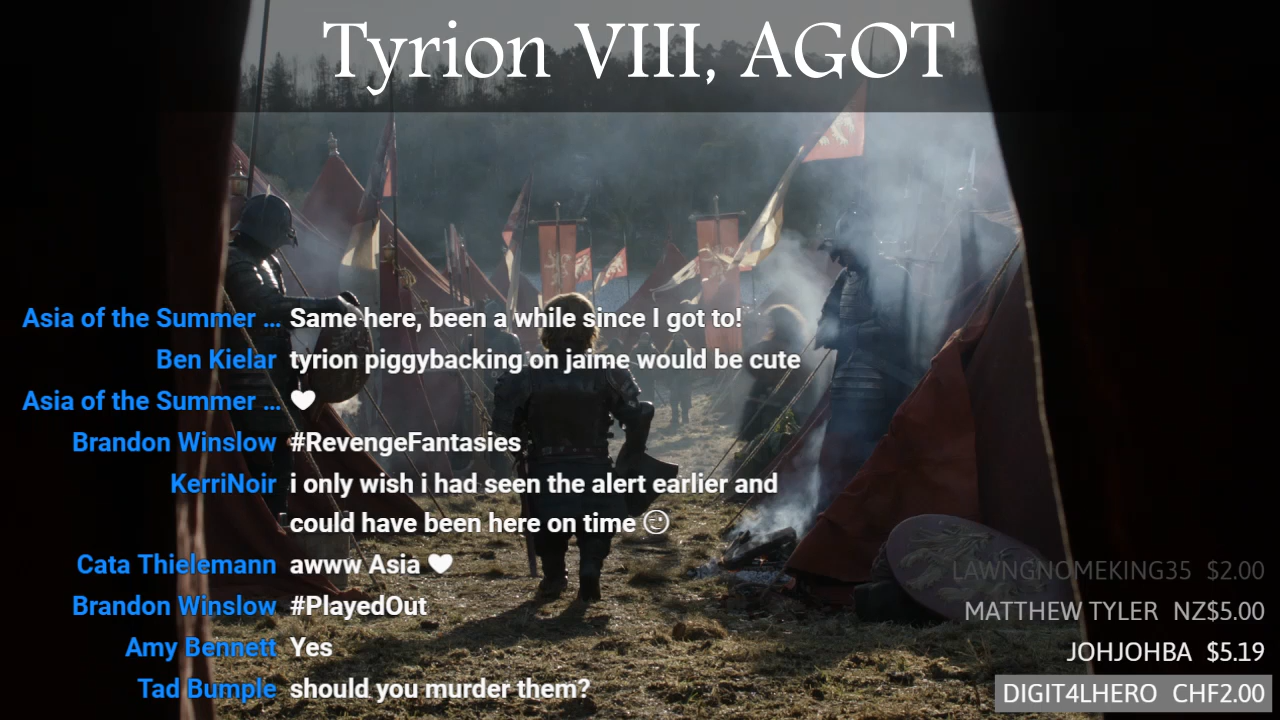 Tyrion VIII, AGOT
Asia of the Summer ... Same here, been a while since I got to!
Ben Kielar tyrion piggybacking on jaime would be cute
Asia of the Summer ... 🤍
Brandon Winslow #RevengeFantasies
KerriNoir i only wish i had seen the alert earlier and
could have been here on time
Cata Thielemann awww Asia 🤍
Brandon Winslow #PlayedOut
Amy Bennett Yes
Tad Bumple should you murder them?
LAWNGNOMEKING35 $2.00
MATTHEW TYLER NZ$5.00
JOHJOHBA $5.19
DIGIT4LHERO CHF2.00